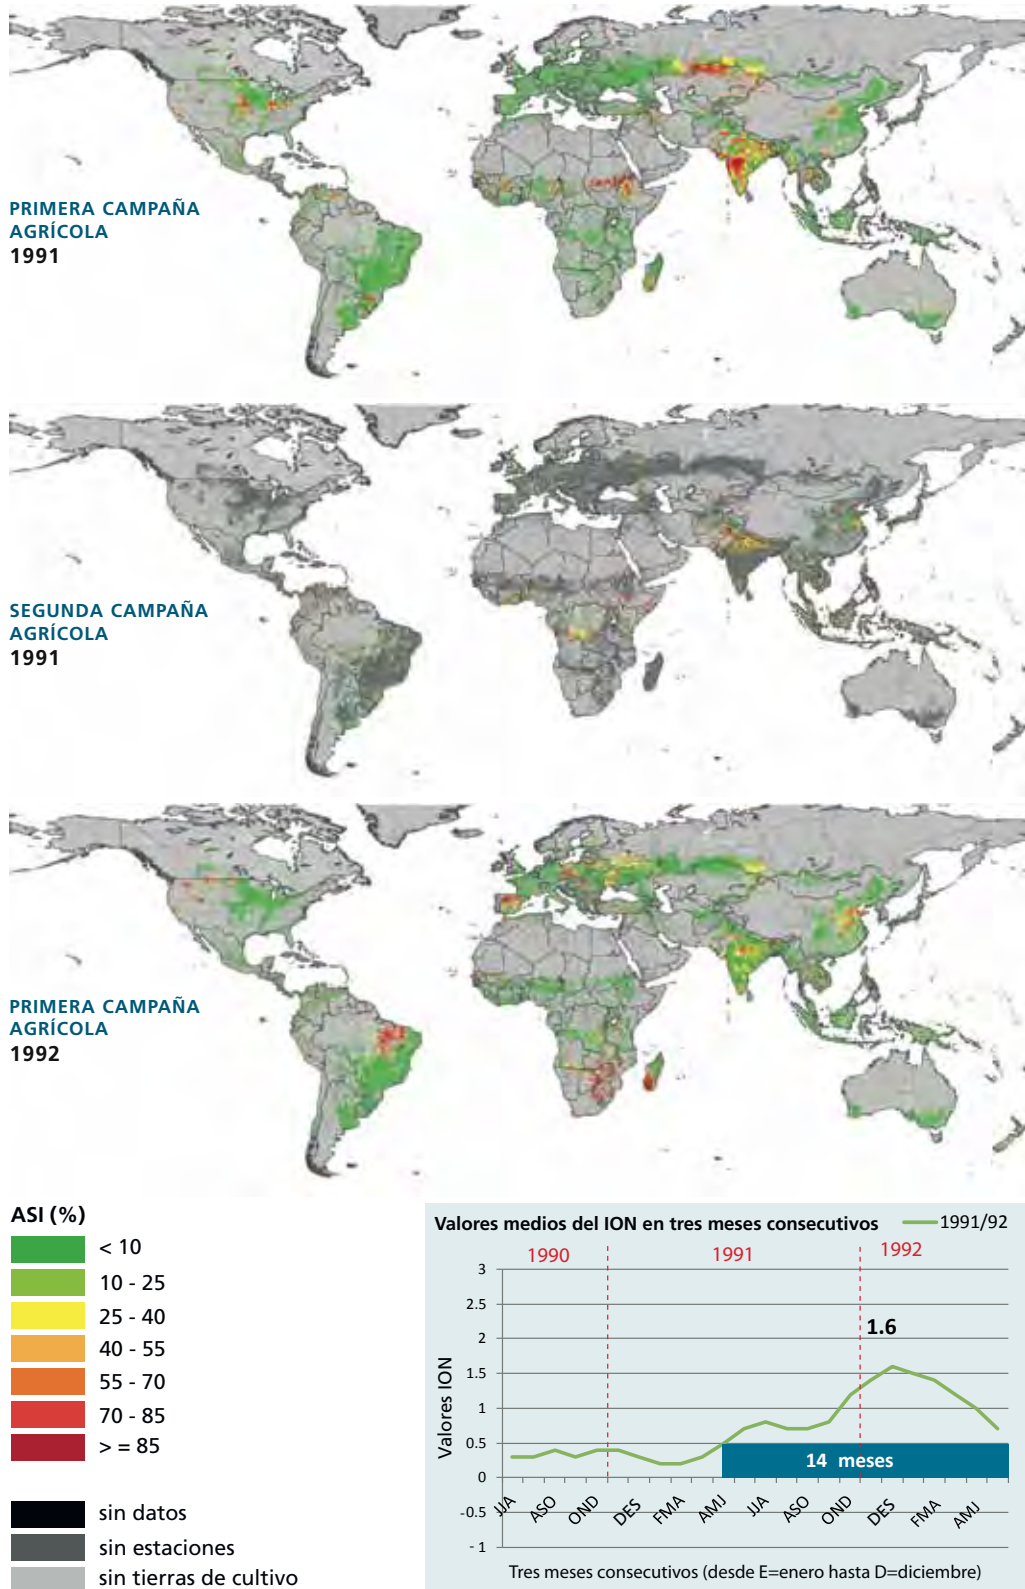 PRIMERA CAMPAÑA
AGRÍCOLA
1991
SEGUNDA CAMPAÑA
AGRÍCOLA
1991
PRIMERA CAMPAÑA
AGRÍCOLA
1992
ASI (%)
< 10
10 - 25
25 - 40
40 - 55
55 - 70
70 - 85
> = 85
sin datos
sin estaciones
sin tierras de cultivo
Valores medios del ION en tres meses consecutivos
1991/92
1990 1991 1992
3
2.5
2
1.5
1
0.5
0
-0.5
- 1
Valores ION
1.6
14 meses
JJA ASO OND DES FMA AMJ JJA ASO OND DES FMA AMJ
Tres meses consecutivos (desde E=enero hasta D=diciembre)